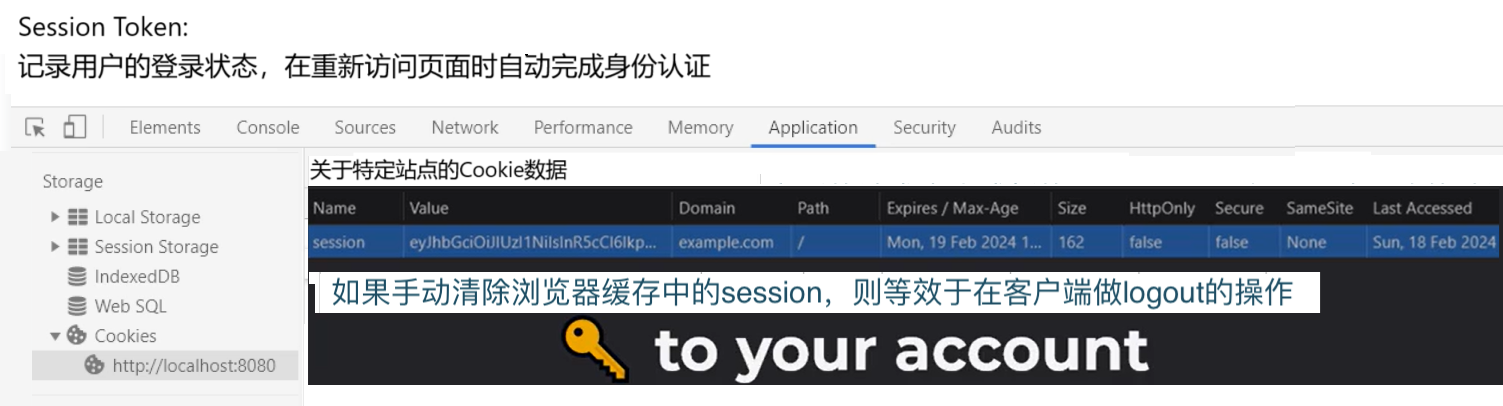 Session Token:
记录用户的登录状态，在重新访问页面时自动完成身份认证
Elements Console Sources Network Performance Memory Application Security Audits
关于特定站点的Cookie数据
Storage
Local Storage
Session Storage
IndexedDB
Web SQL
Cookies
http://localhost:8080
Name Value Domain Path Expires / Max-Age Size HttpOnly Secure SameSite Last Accessed
session eyJhbGciOiJIUzI1NiIsInR5cCI6Ikp... example.com / Mon, 19 Feb 2024 1... 162 false false None Sun, 18 Feb 2024
如果手动清除浏览器缓存中的session，则等效于在客户端做logout的操作
to your account